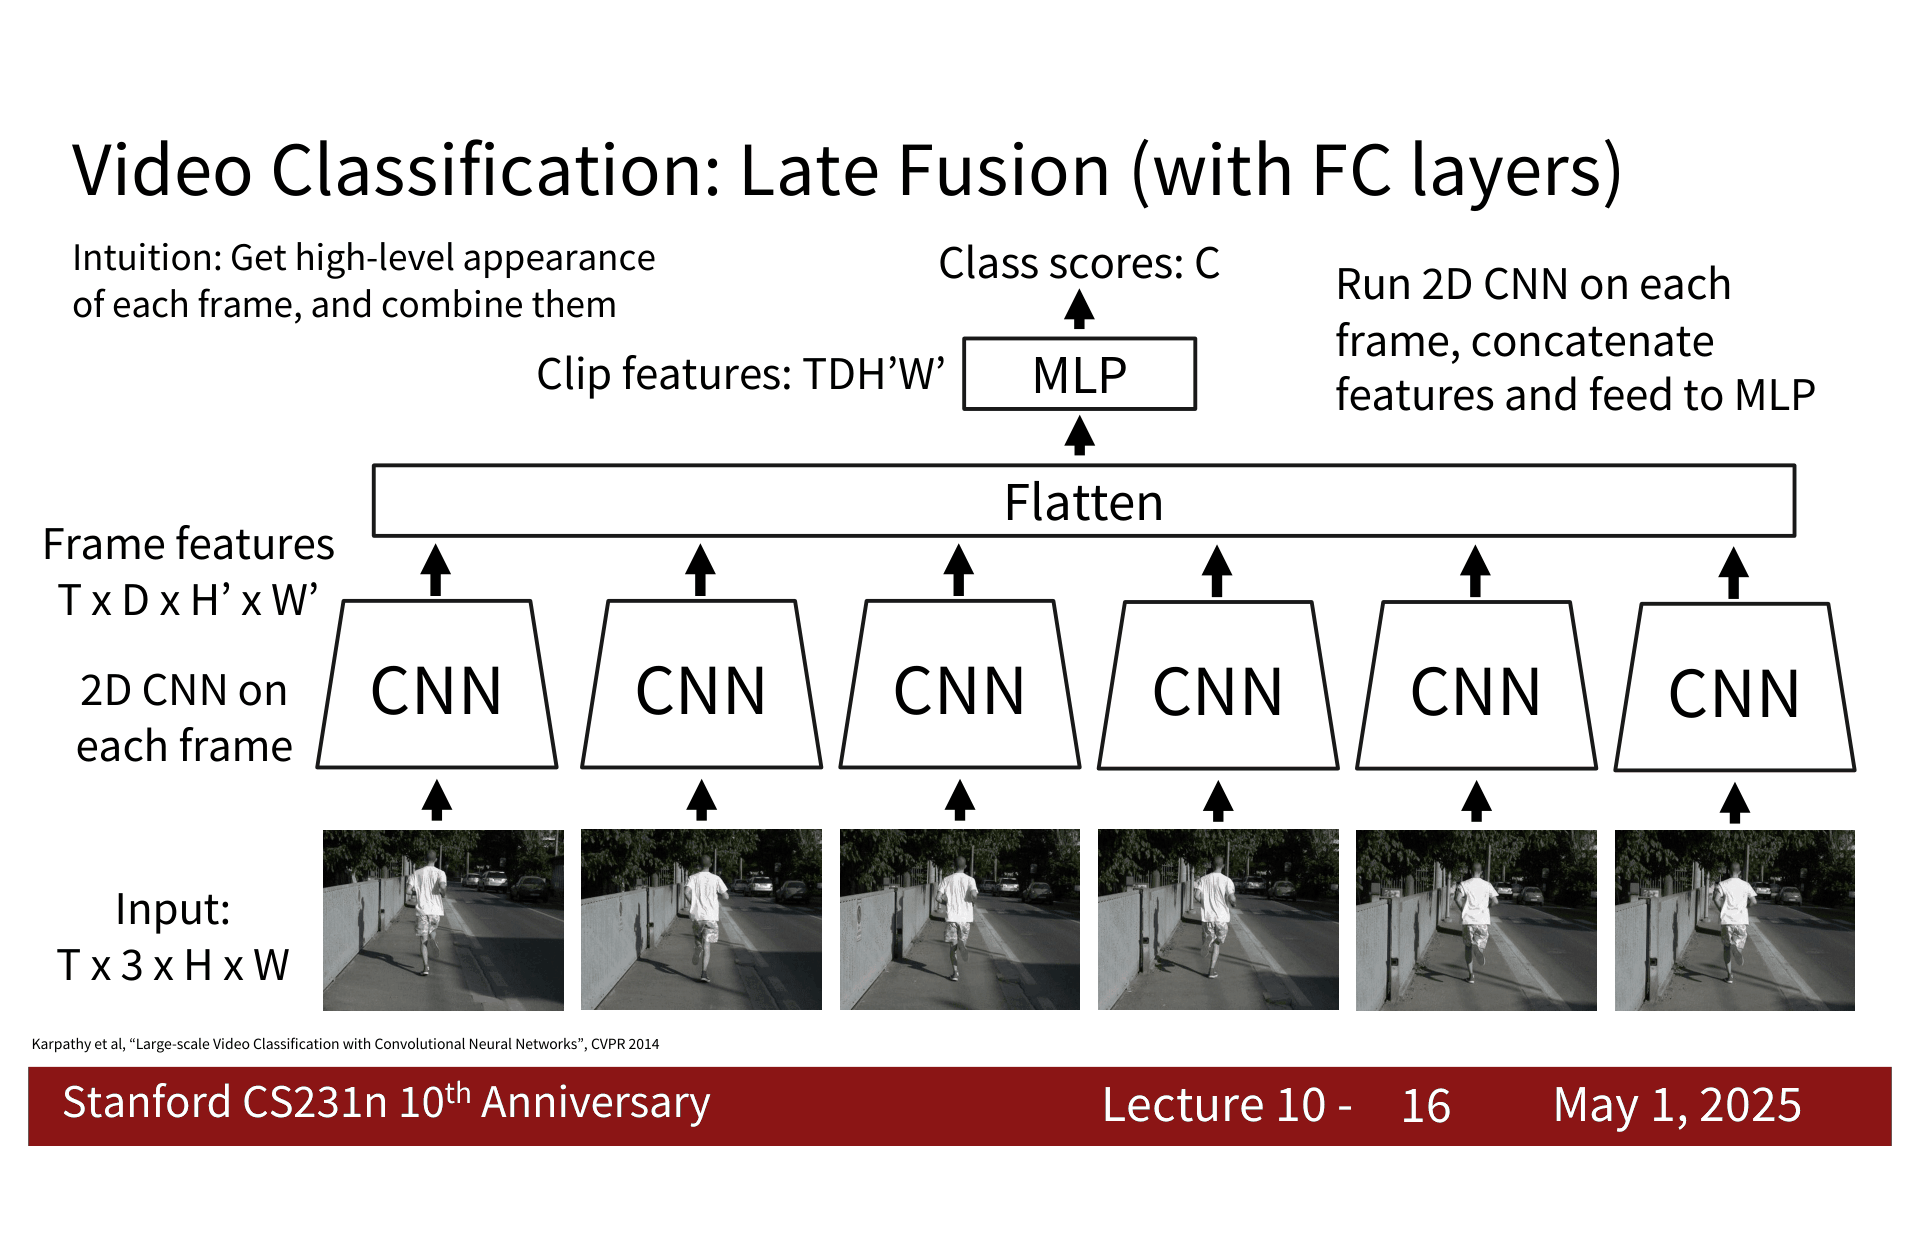 Video Classification: Late Fusion (with FC layers)
Intuition: Get high-level appearance
of each frame, and combine them
Class scores: C
Run 2D CNN on each
frame, concatenate
features and feed to MLP
Clip features: TDH’W’
MLP
Flatten
Frame features
T x D x H’ x W’
CNN CNN CNN CNN CNN CNN
2D CNN on
each frame
Input:
T x 3 x H x W
Karpathy et al, “Large-scale Video Classification with Convolutional Neural Networks”, CVPR 2014
Stanford CS231n 10th Anniversary Lecture 10 - 16 May 1, 2025